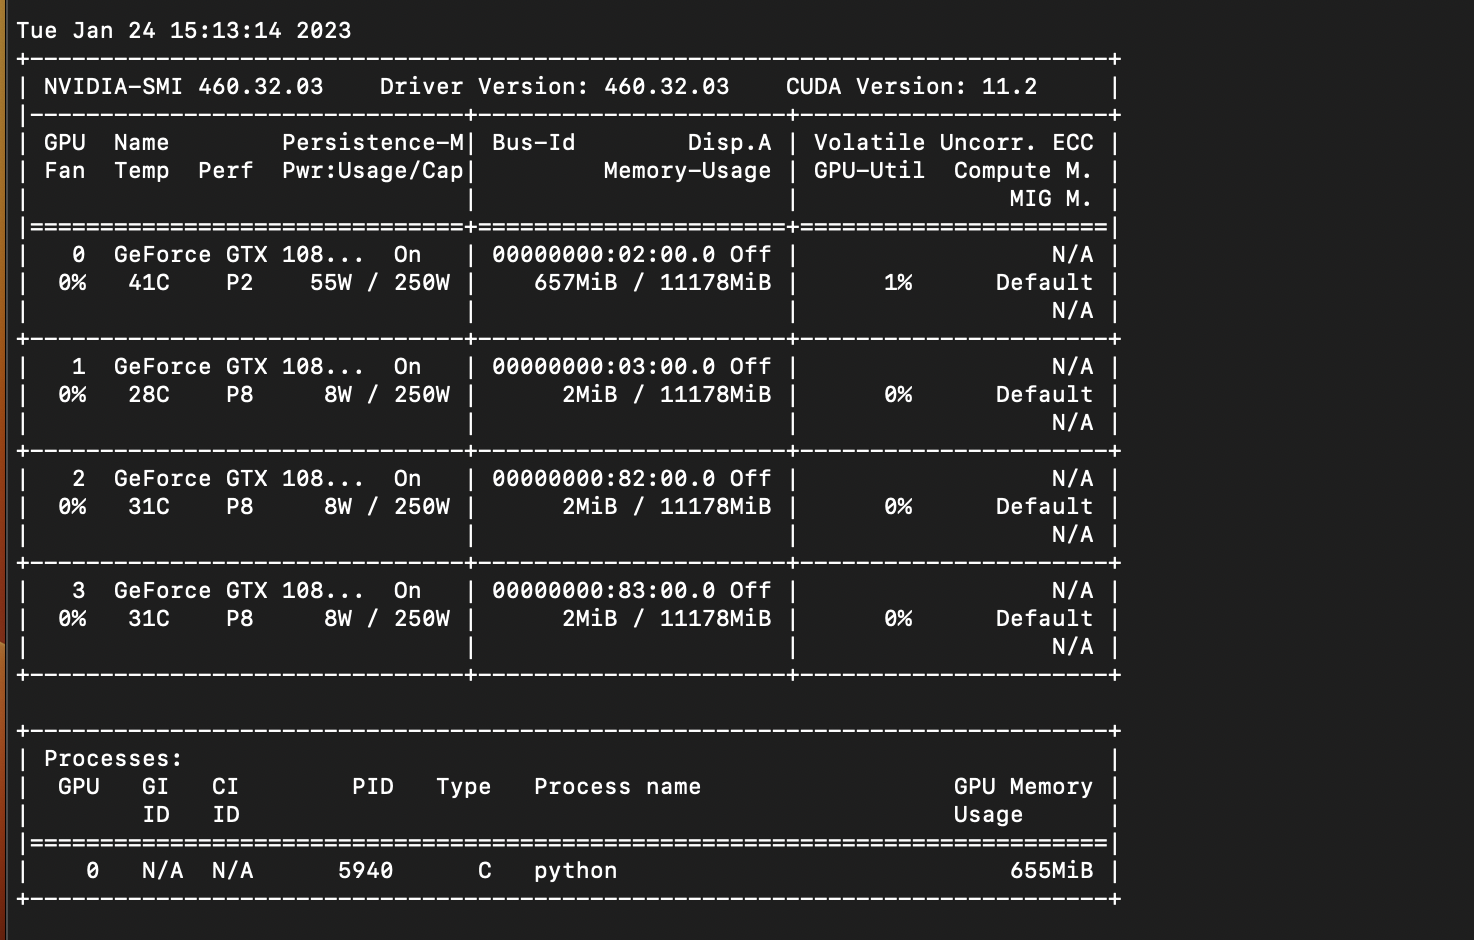 Tue Jan 24 15:13:14 2023
+-----------------------------------------------------------------------------+
| NVIDIA-SMI 460.32.03    Driver Version: 460.32.03    CUDA Version: 11.2     |
|-------------------------------+----------------------+----------------------+
| GPU  Name        Persistence-M| Bus-Id        Disp.A | Volatile Uncorr. ECC |
| Fan  Temp  Perf  Pwr:Usage/Cap|         Memory-Usage | GPU-Util  Compute M. |
|                               |                      |               MIG M. |
|===============================+======================+======================|
|   0  GeForce GTX 108...  On   | 00000000:02:00.0 Off |                  N/A |
|  0%   41C    P2    55W / 250W |    657MiB / 11178MiB |      1%      Default |
|                               |                      |                  N/A |
+-------------------------------+----------------------+----------------------+
|   1  GeForce GTX 108...  On   | 00000000:03:00.0 Off |                  N/A |
|  0%   28C    P8     8W / 250W |      2MiB / 11178MiB |      0%      Default |
|                               |                      |                  N/A |
+-------------------------------+----------------------+----------------------+
|   2  GeForce GTX 108...  On   | 00000000:82:00.0 Off |                  N/A |
|  0%   31C    P8     8W / 250W |      2MiB / 11178MiB |      0%      Default |
|                               |                      |                  N/A |
+-------------------------------+----------------------+----------------------+
|   3  GeForce GTX 108...  On   | 00000000:83:00.0 Off |                  N/A |
|  0%   31C    P8     8W / 250W |      2MiB / 11178MiB |      0%      Default |
|                               |                      |                  N/A |
+-------------------------------+----------------------+----------------------+

+-----------------------------------------------------------------------------+
| Processes:                                                                  |
|  GPU   GI   CI        PID   Type   Process name                  GPU Memory |
|        ID   ID                                                   Usage      |
|=============================================================================|
|    0   N/A  N/A      5940      C   python                            655MiB |
+-----------------------------------------------------------------------------+